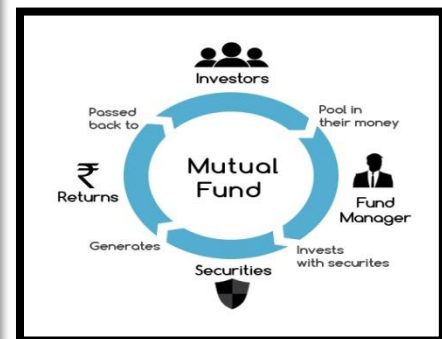 Investors
Pool in
their money
Fund
Manager
Invests
with securites
Securities
Generates
₹
Returns
Passed
back to
Mutual
Fund